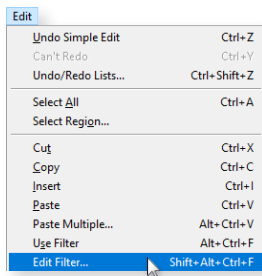 Edit
Undo Simple Edit Ctrl+Z
Can't Redo Ctrl+Y
Undo/Redo Lists... Ctrl+Shift+Z
Select All Ctrl+A
Select Region...
Cut Ctrl+X
Copy Ctrl+C
Insert Ctrl+I
Paste Ctrl+V
Paste Multiple... Alt+Ctrl+V
Use Filter Alt+Ctrl+F
Edit Filter... Shift+Alt+Ctrl+F